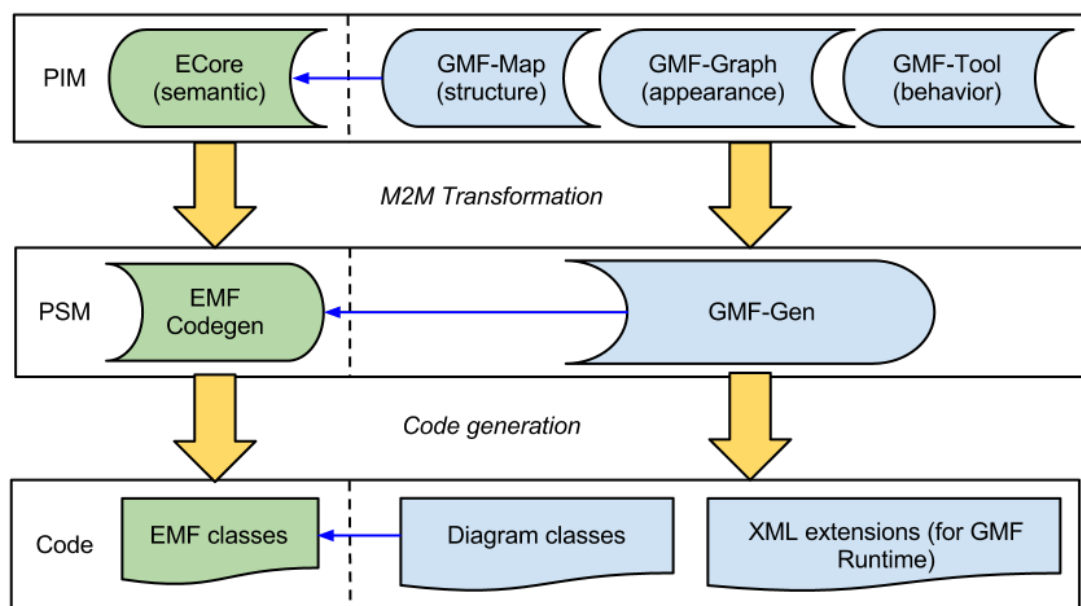 PIM
ECore
(semantic)
GMF-Map
(structure)
GMF-Graph
(appearance)
GMF-Tool
(behavior)
M2M Transformation
PSM
EMF
Codegen
GMF-Gen
Code generation
Code
EMF classes
Diagram classes
XML extensions (for GMF
Runtime)